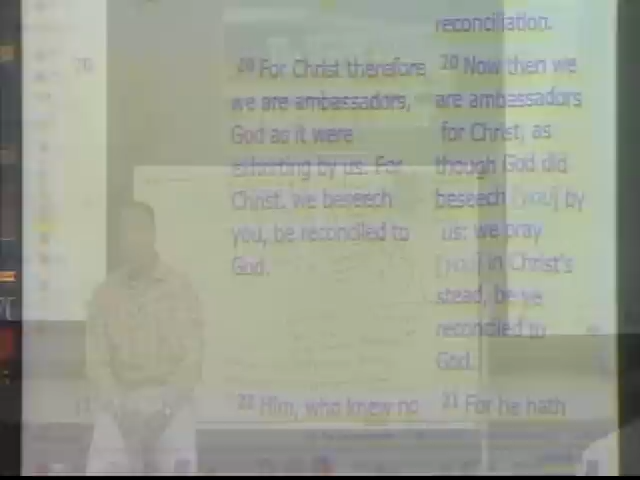 reconciliation.
20 For Christ therefore
we are ambassadors,
God as it were
exhorting by us. For
Christ, we beseech
you, be reconciled to
God.
20 Now then we
are ambassadors
for Christ, as
though God did
beseech [you] by
us: we pray
[you] in Christ's
stead, be ye
reconciled to
God.
Him, who knew no
21 For he hath